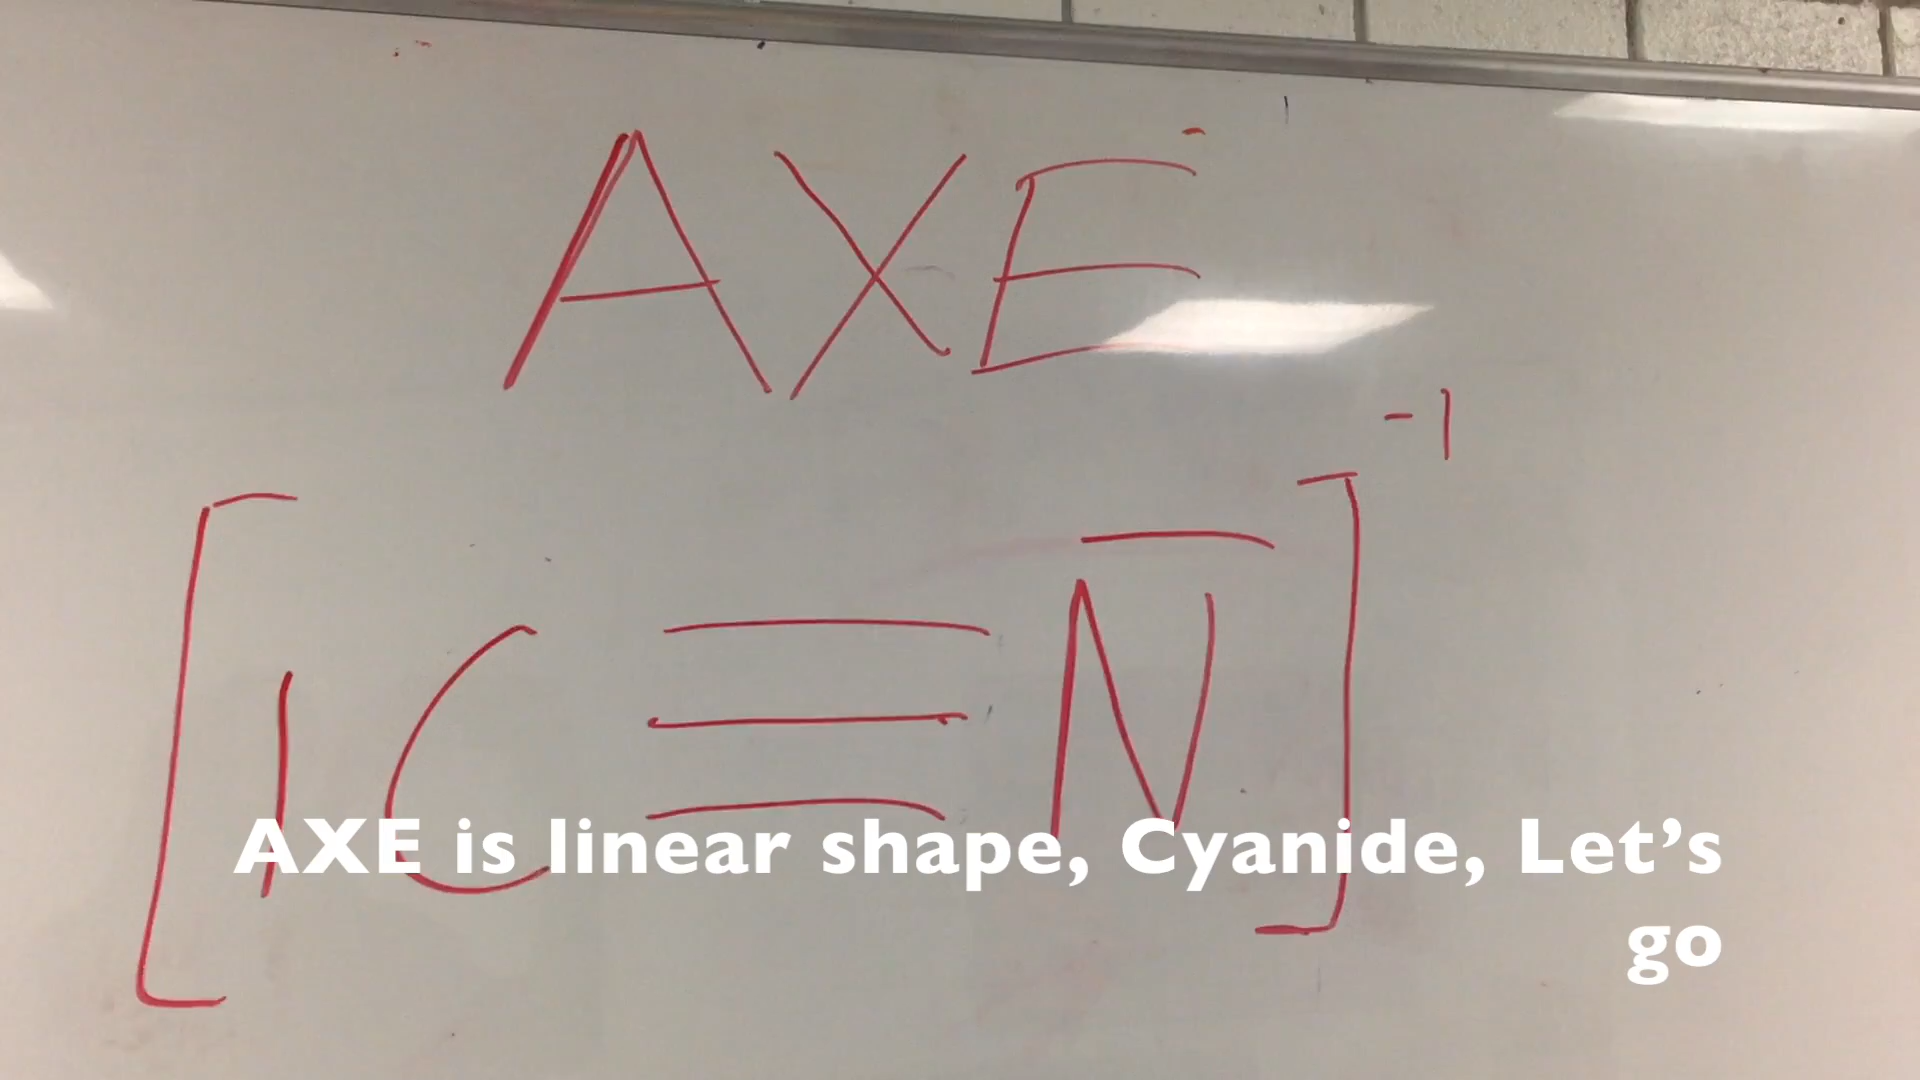 AXE
[|C≡N̅]⁻¹
AXE is linear shape, Cyanide, Let’s
go